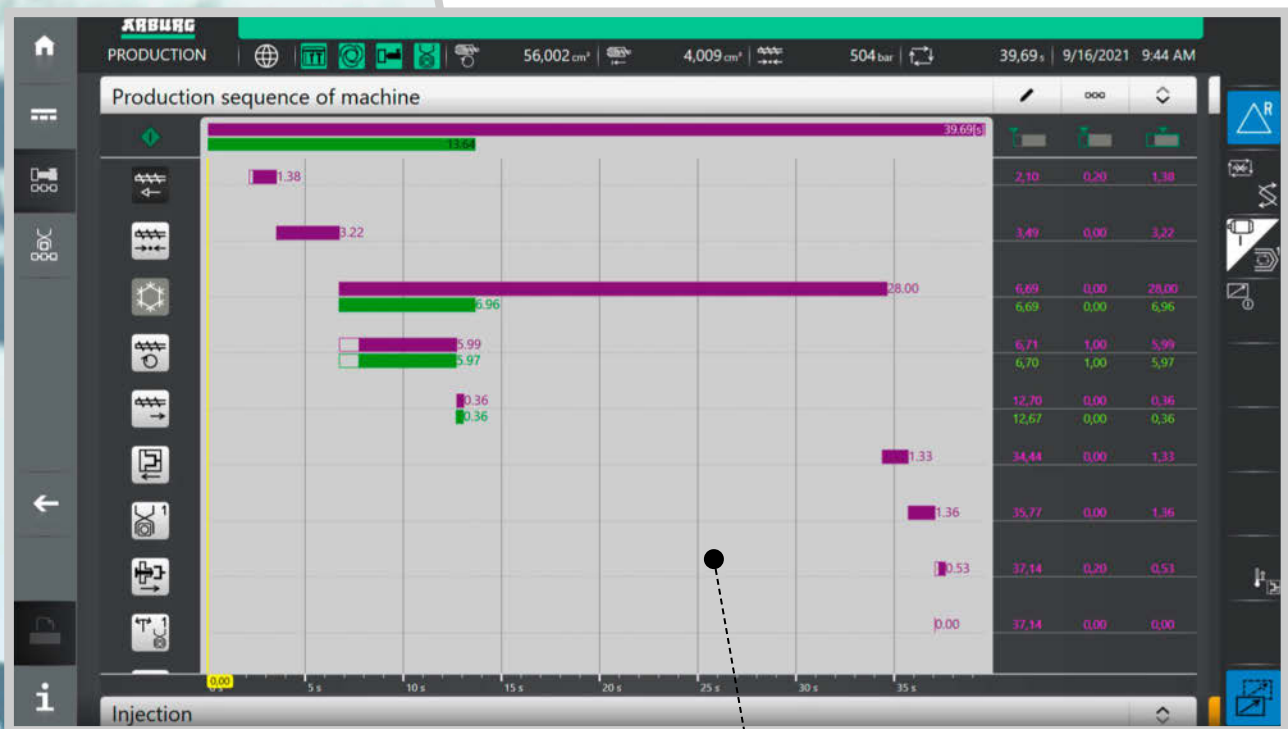 ARBURG
PRODUCTION 56,002 cm³ 4,009 cm³ 504 bar 39,69 s 9/16/2021 9:44 AM
Production sequence of machine
R
39.69[s]
13.64
1.38 2,10 0,20 1,38
3.22 3,49 0,00 3,22
28.00 6,69 0,00 28,00
6.96 6,69 0,00 6,96
5.99 6,71 1,00 5,99
5.97 6,70 1,00 5,97
0.36 12,70 0,00 0,36
0.36 12,67 0,00 0,36
1.33 34,44 0,00 1,33
1 1.36 35,77 0,00 1,36
0.53 37,14 0,20 0,53
1 0.00 37,14 0,00 0,00
0,00 5 s 10 s 15 s 20 s 25 s 30 s 35 s
Injection